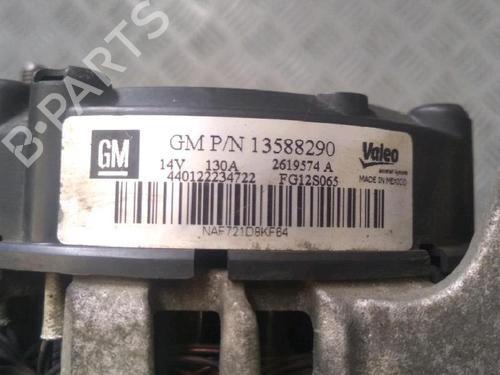 B-PARTS
GM
GM P/N 13588290
Valeo
14V 130A 2619574 A
MADE IN MEXICO
440122234722 FG12S065
NAF721D8KF64